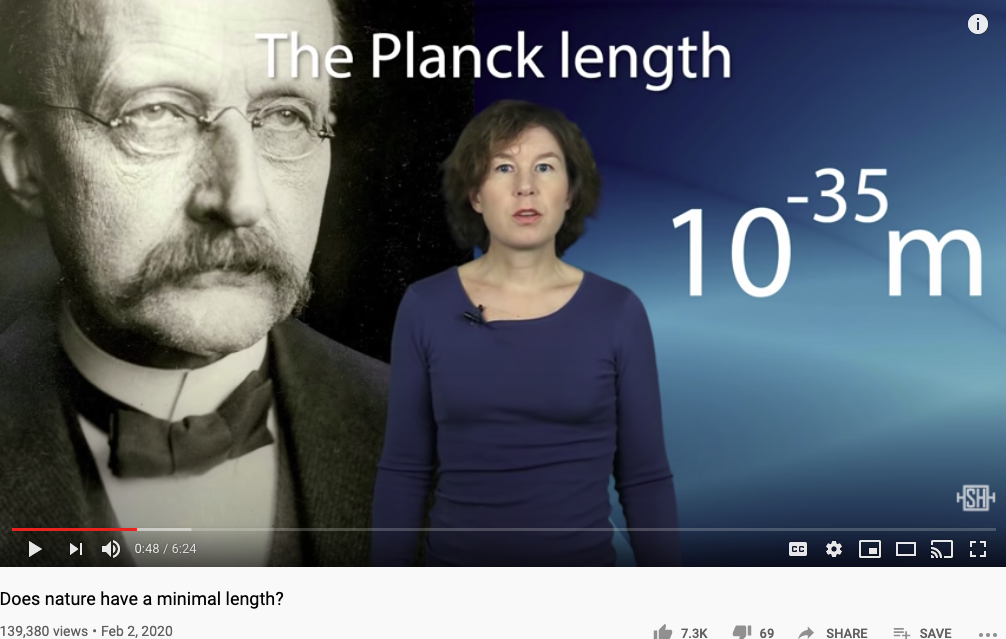 The Planck length
10⁻³⁵m
SH
0:48 / 6:24
CC
Does nature have a minimal length?
139,380 views • Feb 2, 2020
7.3K
69
SHARE
SAVE